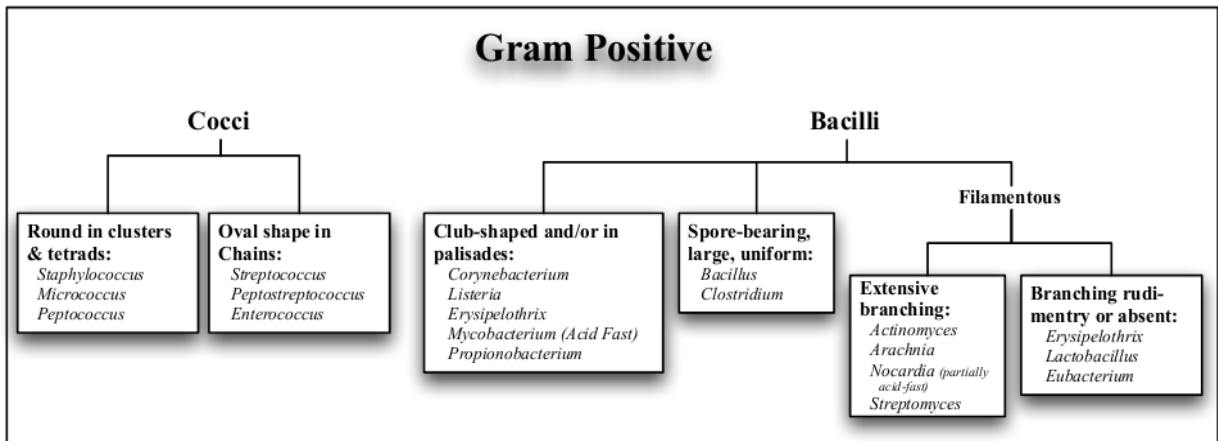 Gram Positive
Cocci
Bacilli
Filamentous
Round in clusters
& tetrads:
Staphylococcus
Micrococcus
Peptococcus
Oval shape in
Chains:
Streptococcus
Peptostreptococcus
Enterococcus
Club-shaped and/or in
palisades:
Corynebacterium
Listeria
Erysipelothrix
Mycobacterium (Acid Fast)
Propionobacterium
Spore-bearing,
large, uniform:
Bacillus
Clostridium
Extensive
branching:
Actinomyces
Arachnia
Nocardia (partially
acid-fast)
Streptomyces
Branching rudi-
mentry or absent:
Erysipelothrix
Lactobacillus
Eubacterium